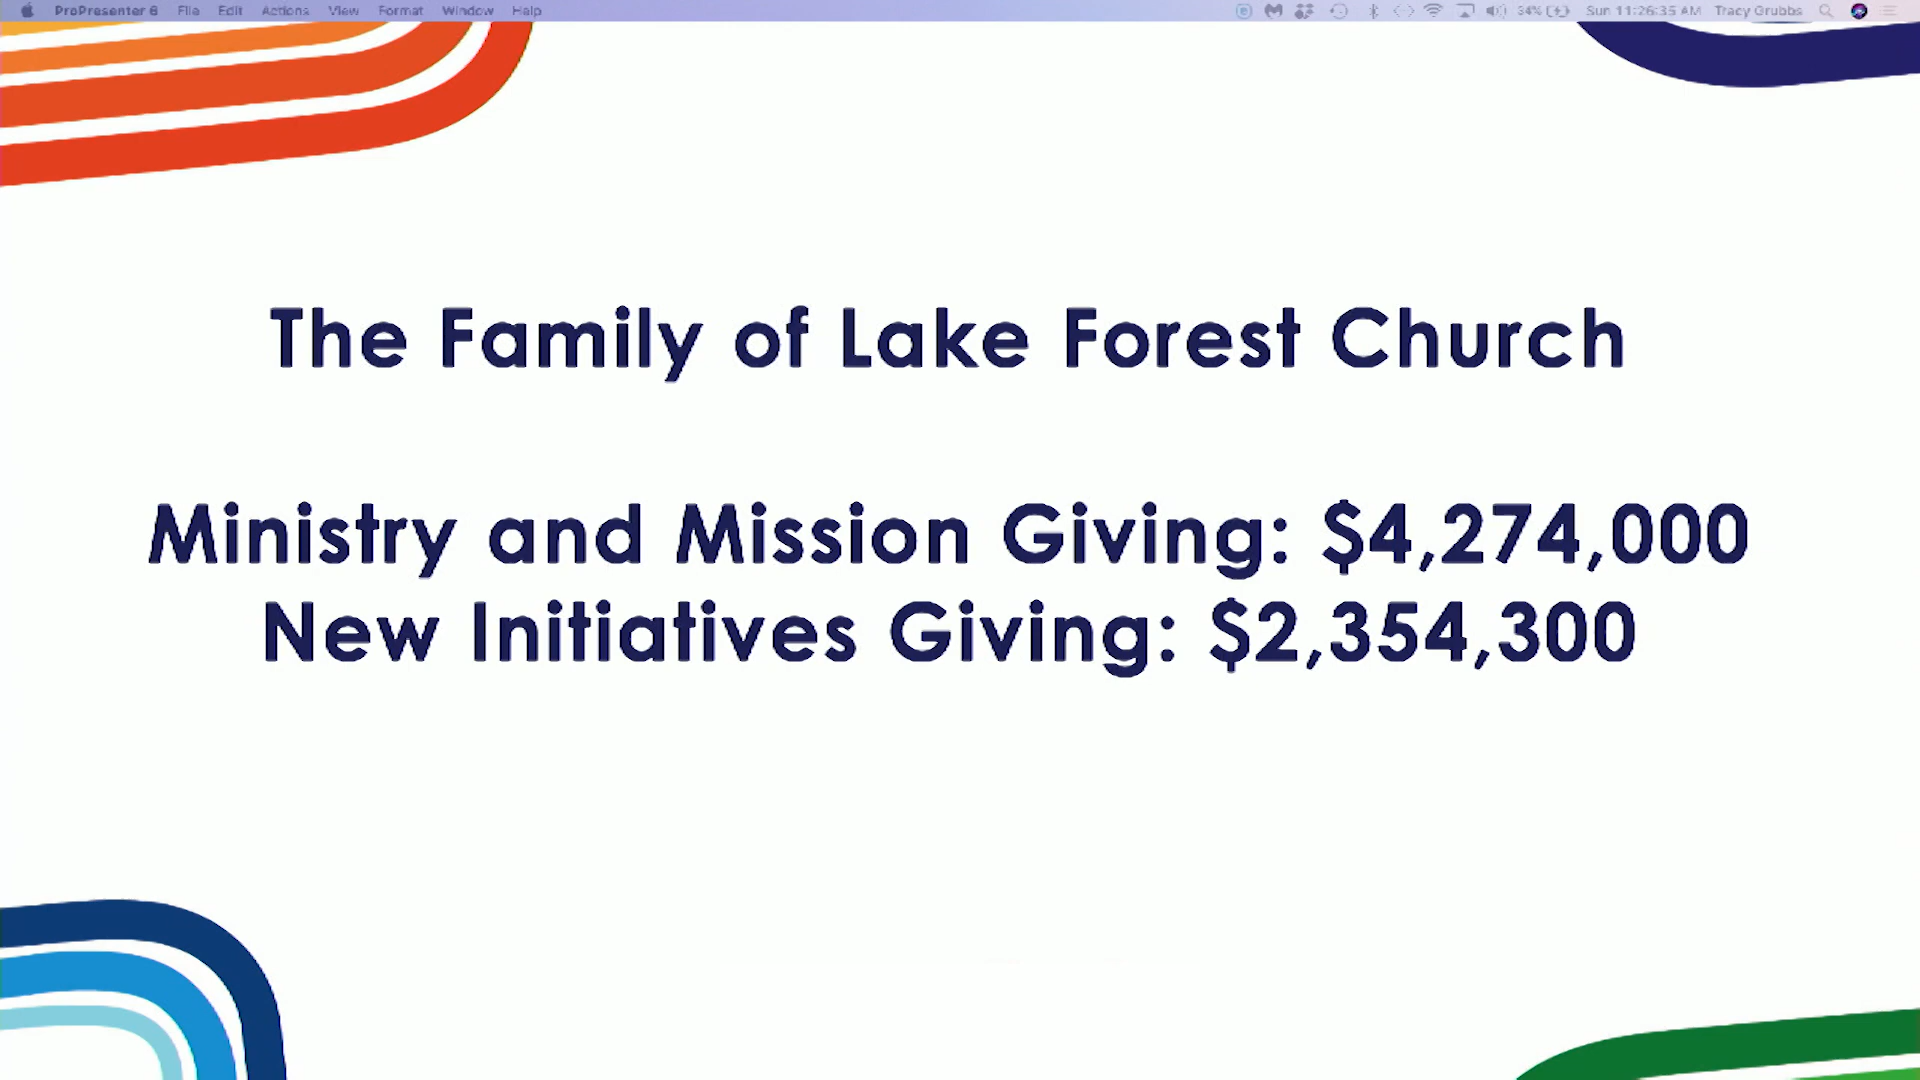 ProPresenter 6 File Edit Actions View Format Window Help 34% Sun 11:26:35 AM Tracy Grubbs
The Family of Lake Forest Church
Ministry and Mission Giving: $4,274,000
New Initiatives Giving: $2,354,300